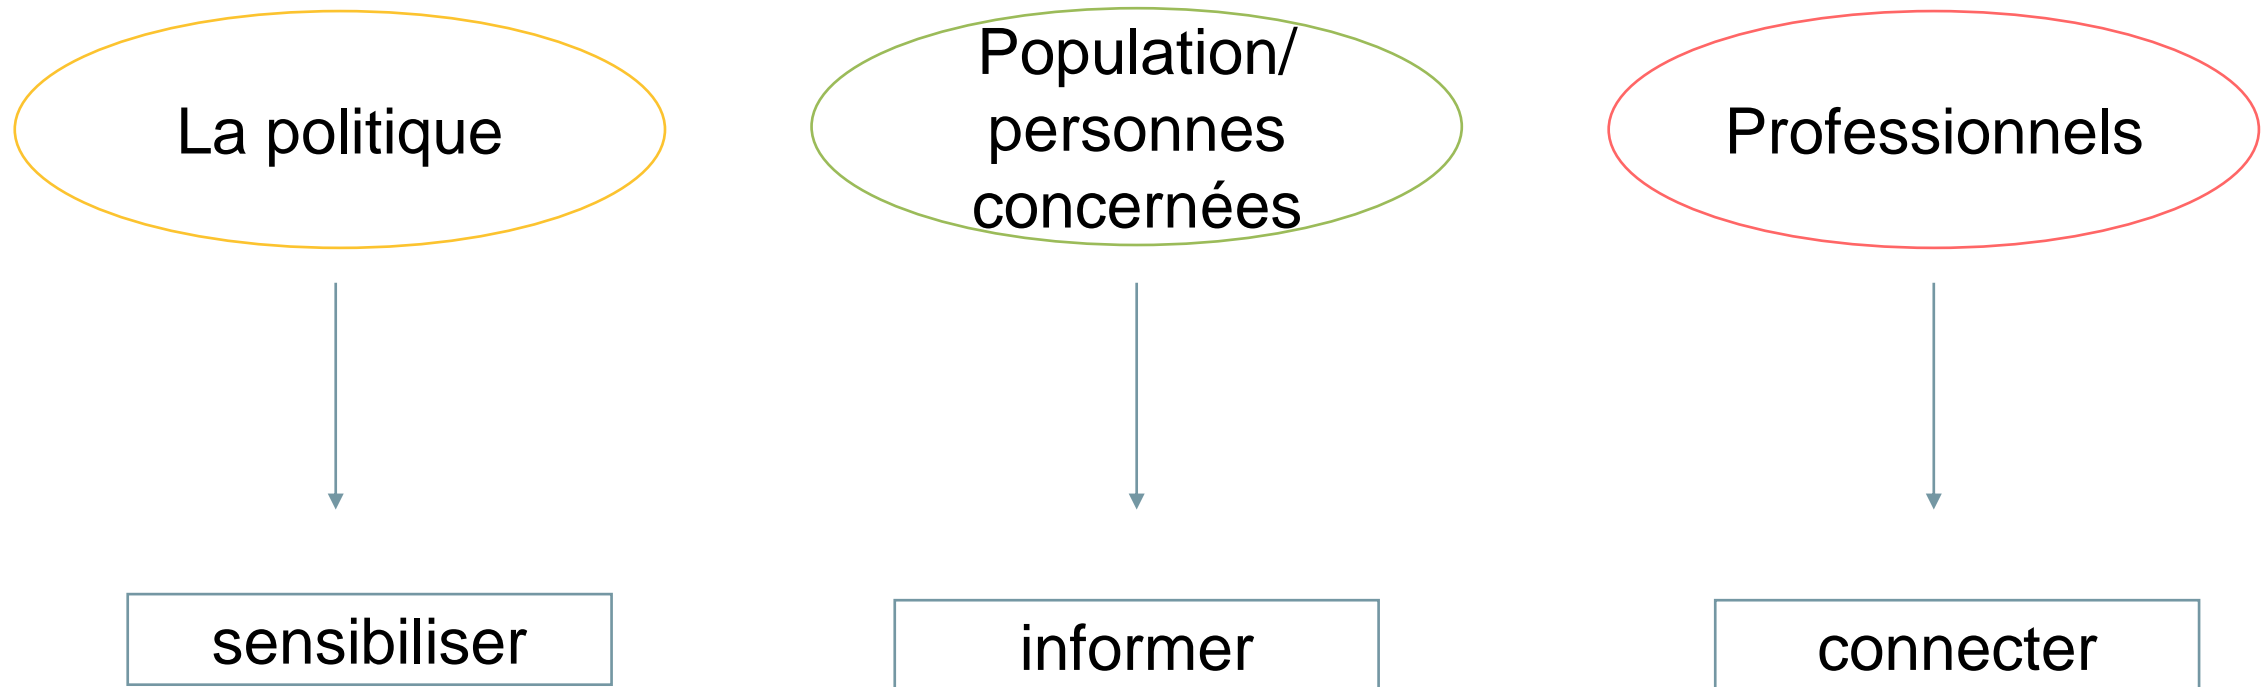 La politique
Population/
personnes
concernées
Professionnels
sensibiliser
informer
connecter